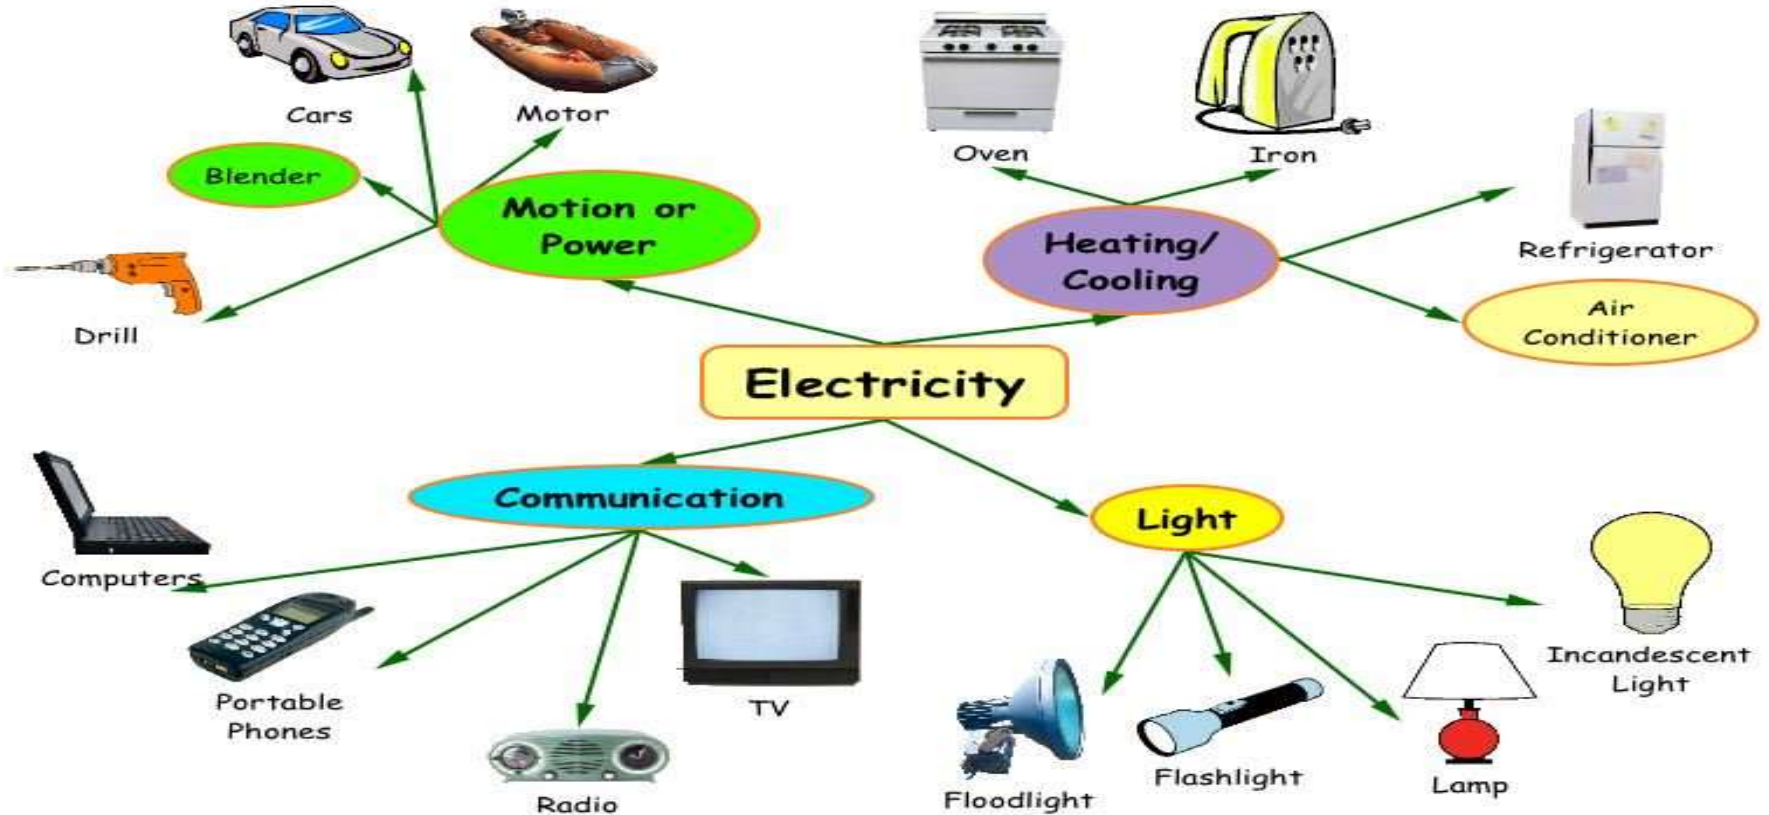 Cars
Motor
Blender
Motion or
Power
Drill
Oven
Iron
Heating/
Cooling
Refrigerator
Air
Conditioner
Electricity
Communication
Computers
Portable
Phones
Radio
TV
Light
Floodlight
Flashlight
Lamp
Incandescent
Light